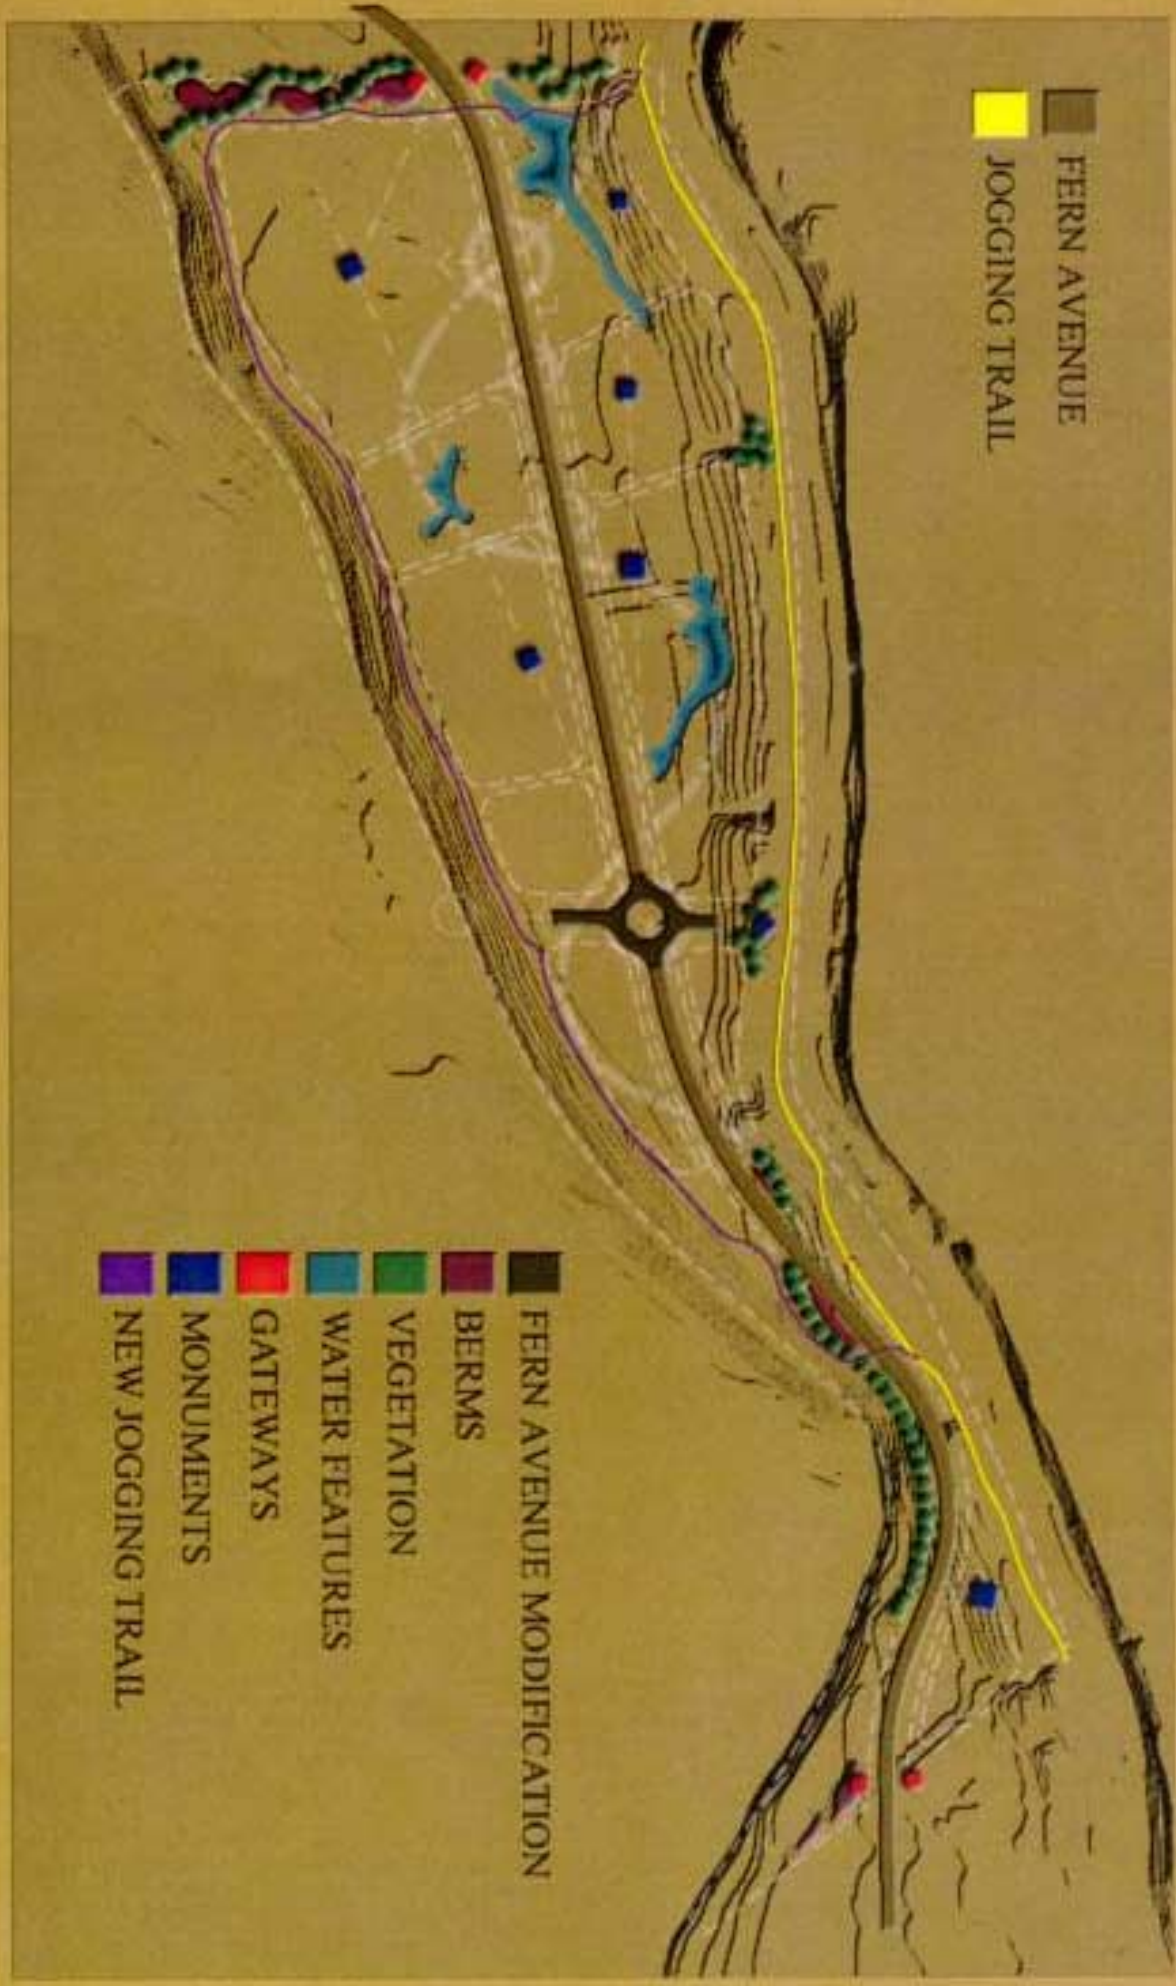 FERN AVENUE
JOGGING TRAIL
FERN AVENUE MODIFICATION
BERMS
VEGETATION
WATER FEATURES
GATEWAYS
MONUMENTS
NEW JOGGING TRAIL